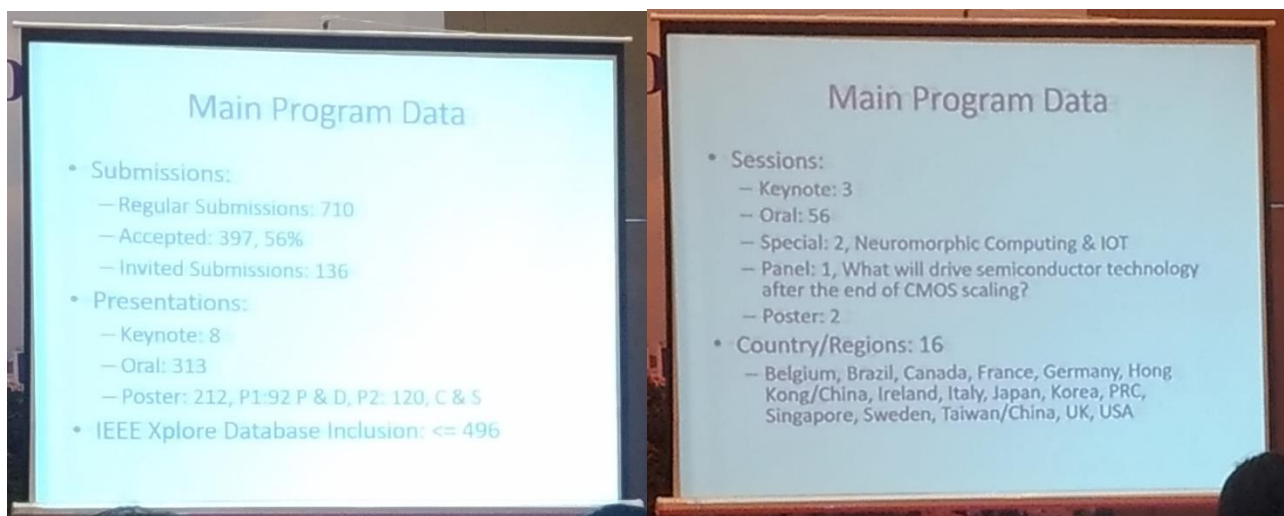 Main Program Data
• Submissions:
– Regular Submissions: 710
– Accepted: 397, 56%
– Invited Submissions: 136
• Presentations:
– Keynote: 8
– Oral: 313
– Poster: 212, P1:92 P & D, P2: 120, C & S
• IEEE Xplore Database Inclusion: <= 496
Main Program Data
• Sessions:
– Keynote: 3
– Oral: 56
– Special: 2, Neuromorphic Computing & IOT
– Panel: 1, What will drive semiconductor technology
after the end of CMOS scaling?
– Poster: 2
• Country/Regions: 16
– Belgium, Brazil, Canada, France, Germany, Hong
Kong/China, Ireland, Italy, Japan, Korea, PRC,
Singapore, Sweden, Taiwan/China, UK, USA